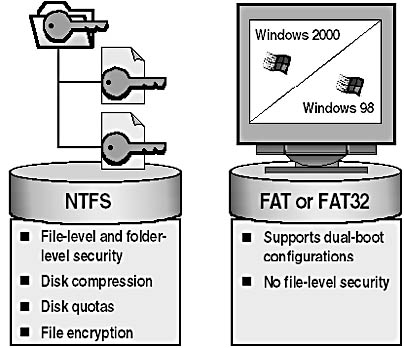 Windows 2000
Windows 98
NTFS
■ File-level and folder-
level security
■ Disk compression
■ Disk quotas
■ File encryption
FAT or FAT32
■ Supports dual-boot
configurations
■ No file-level security